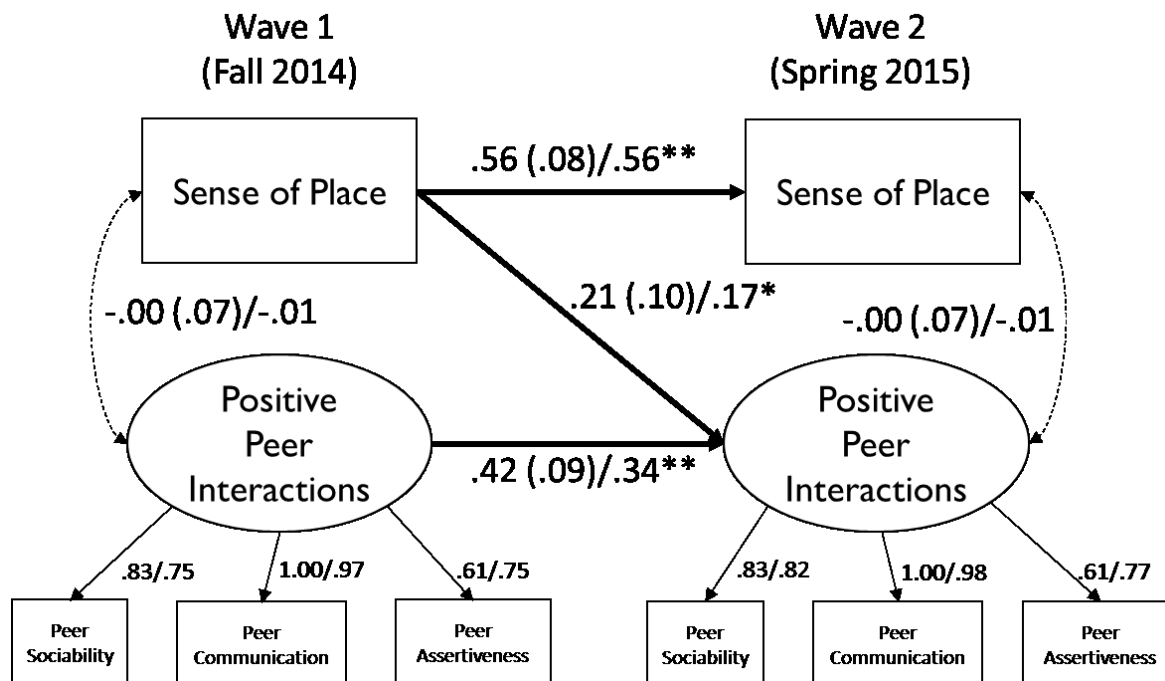 Wave 1
(Fall 2014)
Wave 2
(Spring 2015)
Sense of Place
.56 (.08)/.56**
Sense of Place
-.00 (.07)/-.01
.21 (.10)/.17*
-.00 (.07)/-.01
Positive
Peer
Interactions
.42 (.09)/.34**
Positive
Peer
Interactions
.83/.75
1.00/.97
.61/.75
.83/.82
1.00/.98
.61/.77
Peer
Sociability
Peer
Communication
Peer
Assertiveness
Peer
Sociability
Peer
Communication
Peer
Assertiveness